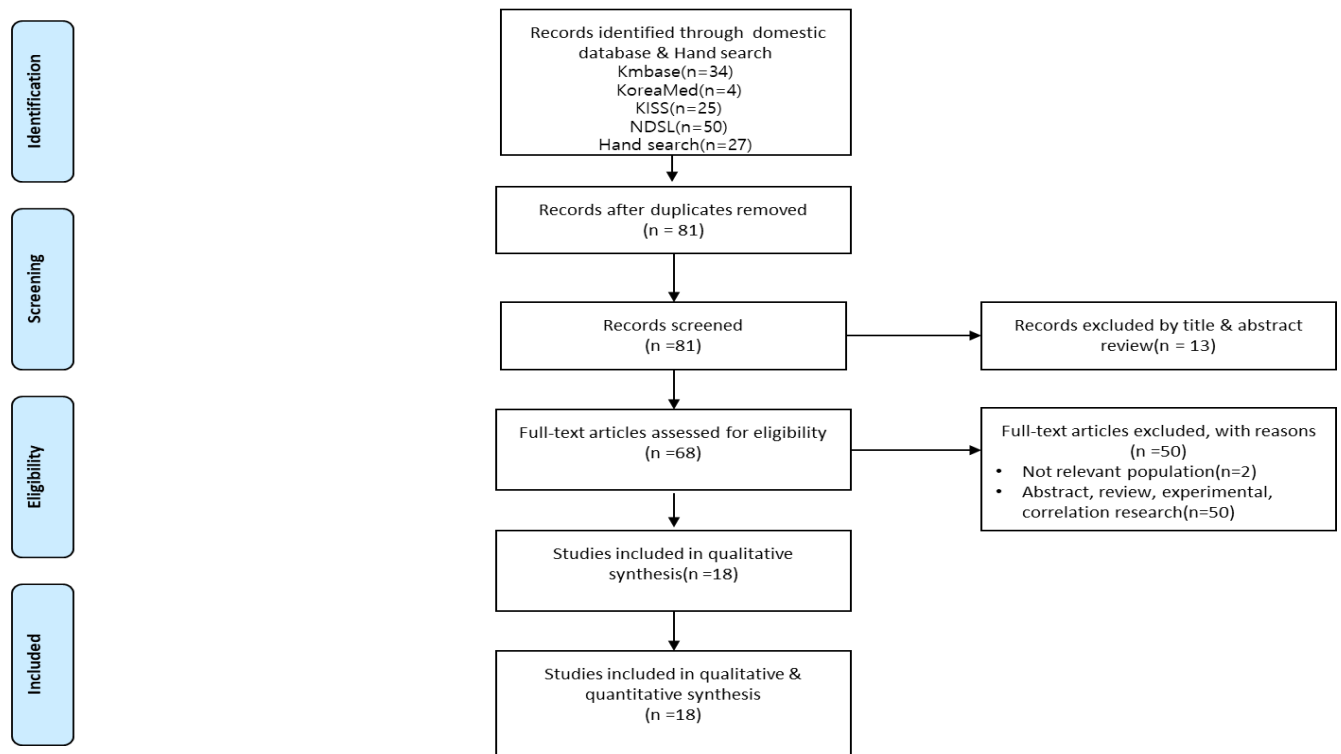 Identification
Records identified through domestic
database & Hand search
Kmbase(n=34)
KoreaMed(n=4)
KISS(n=25)
NDSL(n=50)
Hand search(n=27)
Records after duplicates removed
(n = 81)
Screening
Records screened
(n =81)
Records excluded by title & abstract
review(n = 13)
Eligibility
Full-text articles assessed for eligibility
(n =68)
Full-text articles excluded, with reasons
(n =50)
• Not relevant population(n=2)
• Abstract, review, experimental,
correlation research(n=50)
Studies included in qualitative
synthesis(n =18)
Included
Studies included in qualitative &
quantitative synthesis
(n =18)